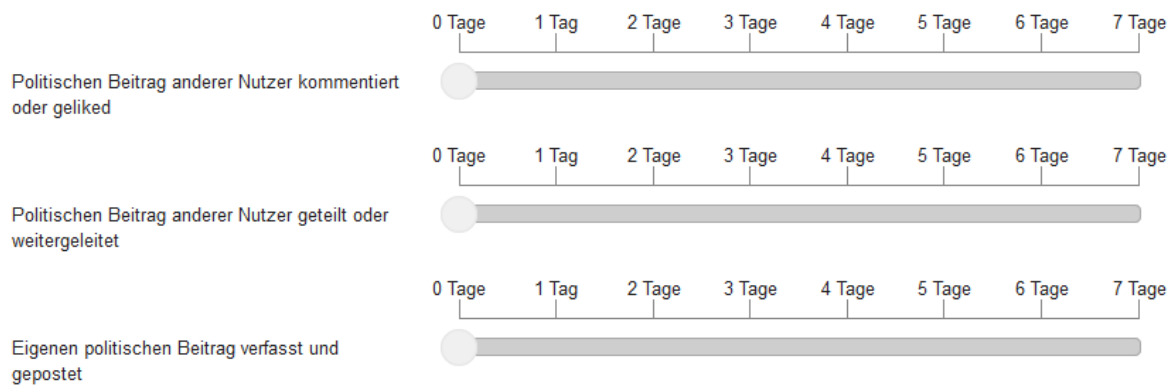 0 Tage 1 Tag 2 Tage 3 Tage 4 Tage 5 Tage 6 Tage 7 Tage
Politischen Beitrag anderer Nutzer kommentiert
oder geliked
0 Tage 1 Tag 2 Tage 3 Tage 4 Tage 5 Tage 6 Tage 7 Tage
Politischen Beitrag anderer Nutzer geteilt oder
weitergeleitet
0 Tage 1 Tag 2 Tage 3 Tage 4 Tage 5 Tage 6 Tage 7 Tage
Eigenen politischen Beitrag verfasst und
gepostet